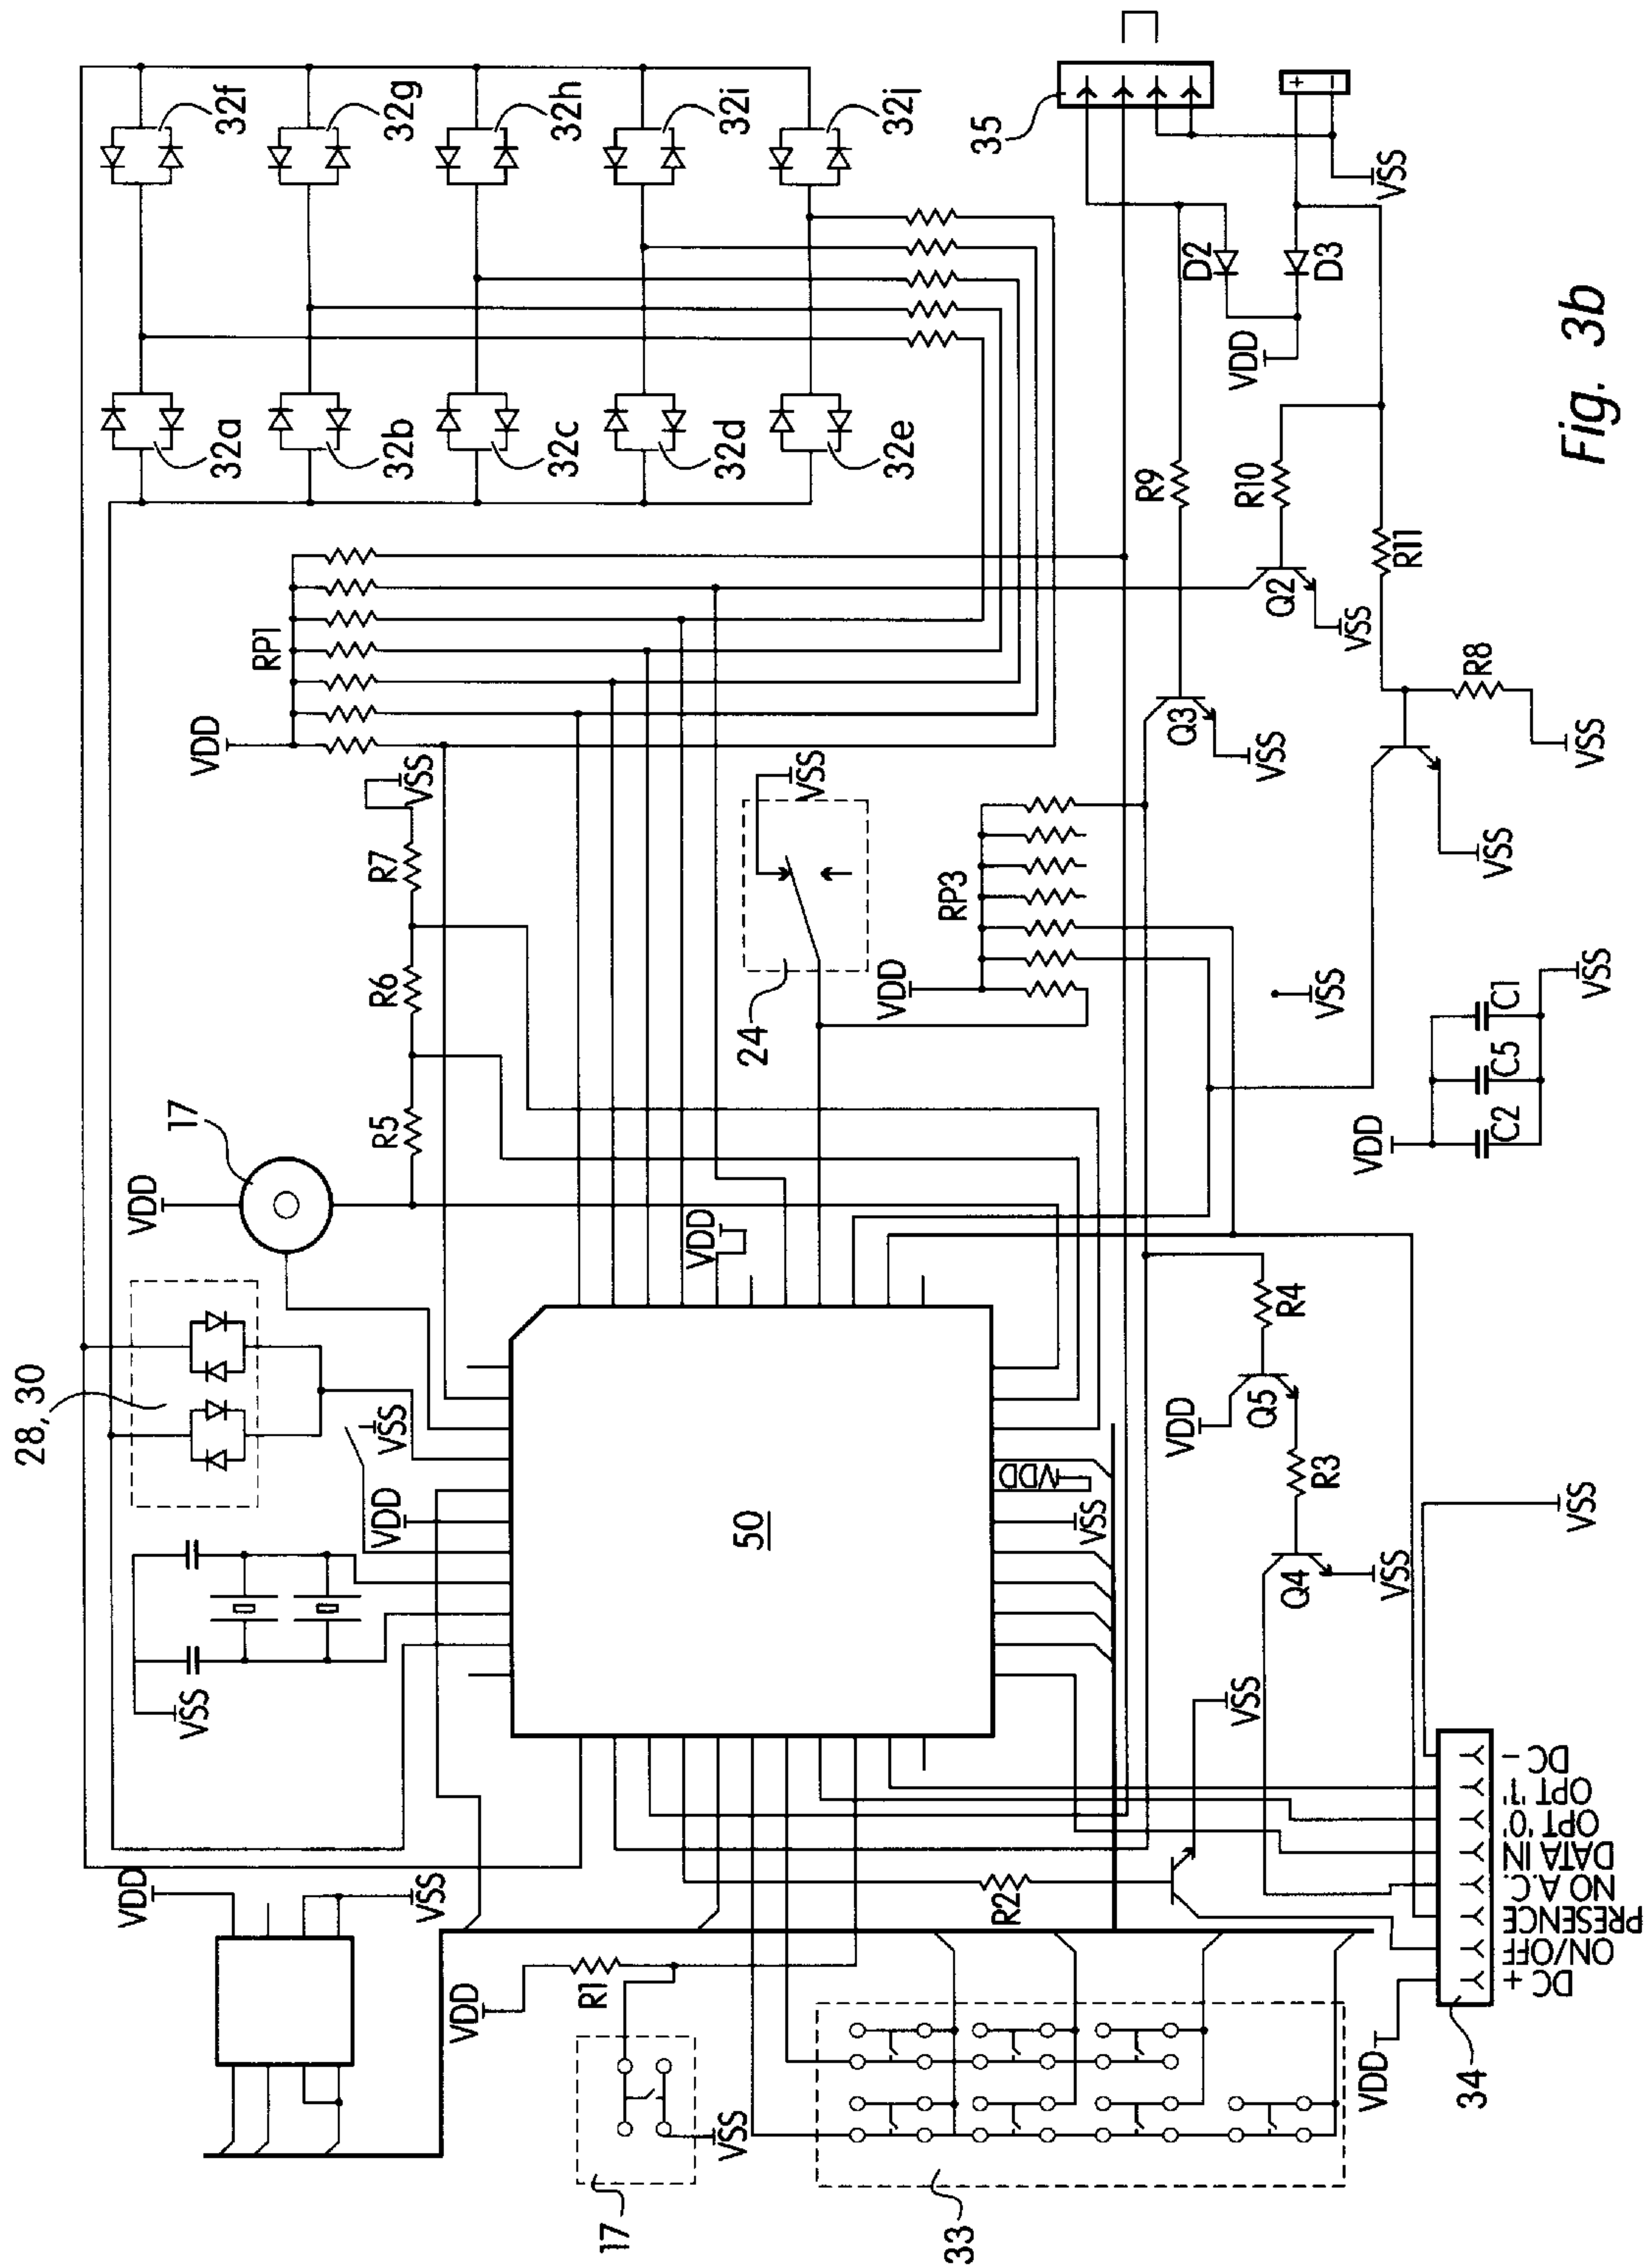 32f
32g
32h
32i
32j
35
VSS
D2
D3
VDD
32a
32b
32c
32d
32e
R9
R10
R11
Q2
VSS
RP1
VDD
Q3
VSS
R8
VSS
VSS
VSS
R7
R6
R5
VSS
24
VDD
RP3
VSS
VDD
C2
C5
C1
VSS
17
VDD
VDD
28, 30
VSS
VDD
VSS
50
VDD
VSS
R4
Q5
VDD
R3
Q4
VSS
VSS
VSS
R2
VDD
VSS
VDD
R1
17
VSS
33
VDD
34
DC +
ON/OFF
PRESENCE
NO A.C.
DATA IN
OPT '0'
OPT '1'
DC -
Fig. 3b